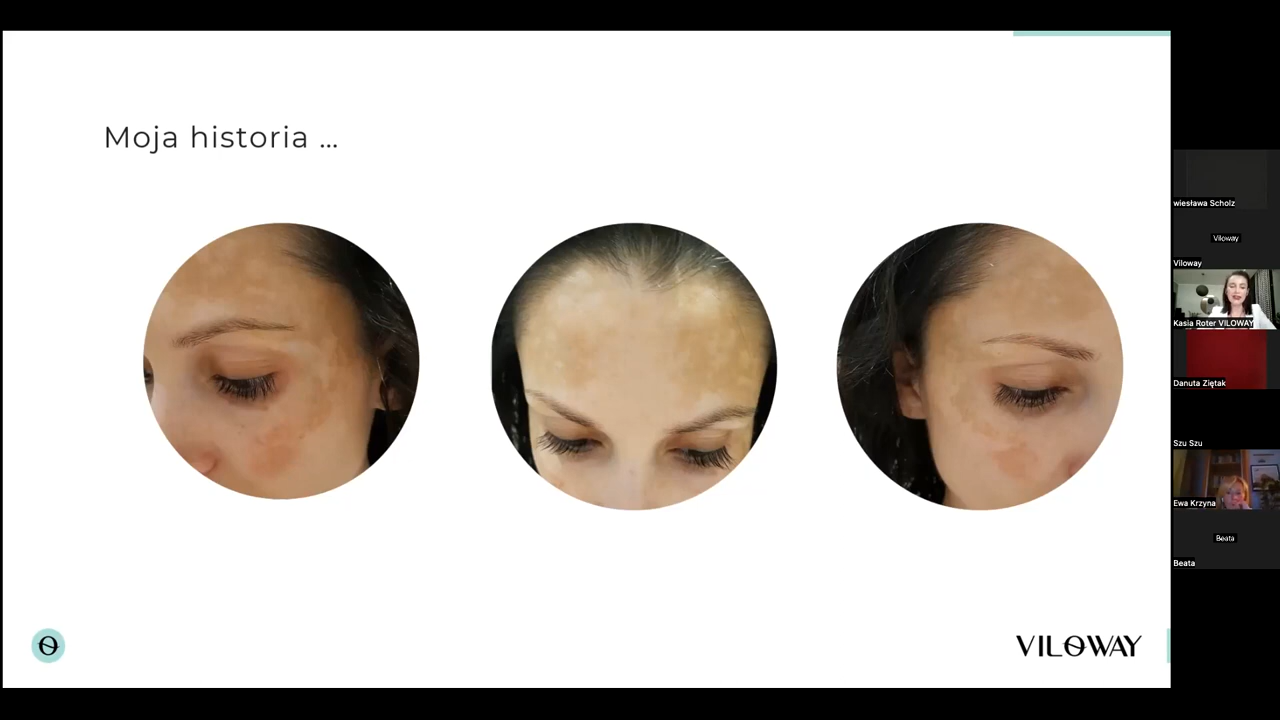 Moja historia ...
VILOWAY
wiesława Scholz
Viloway
Viloway
Kasia Roter VILOWAY
Danuta Ziętak
Szu Szu
Ewa Krzyna
Beata
Beata